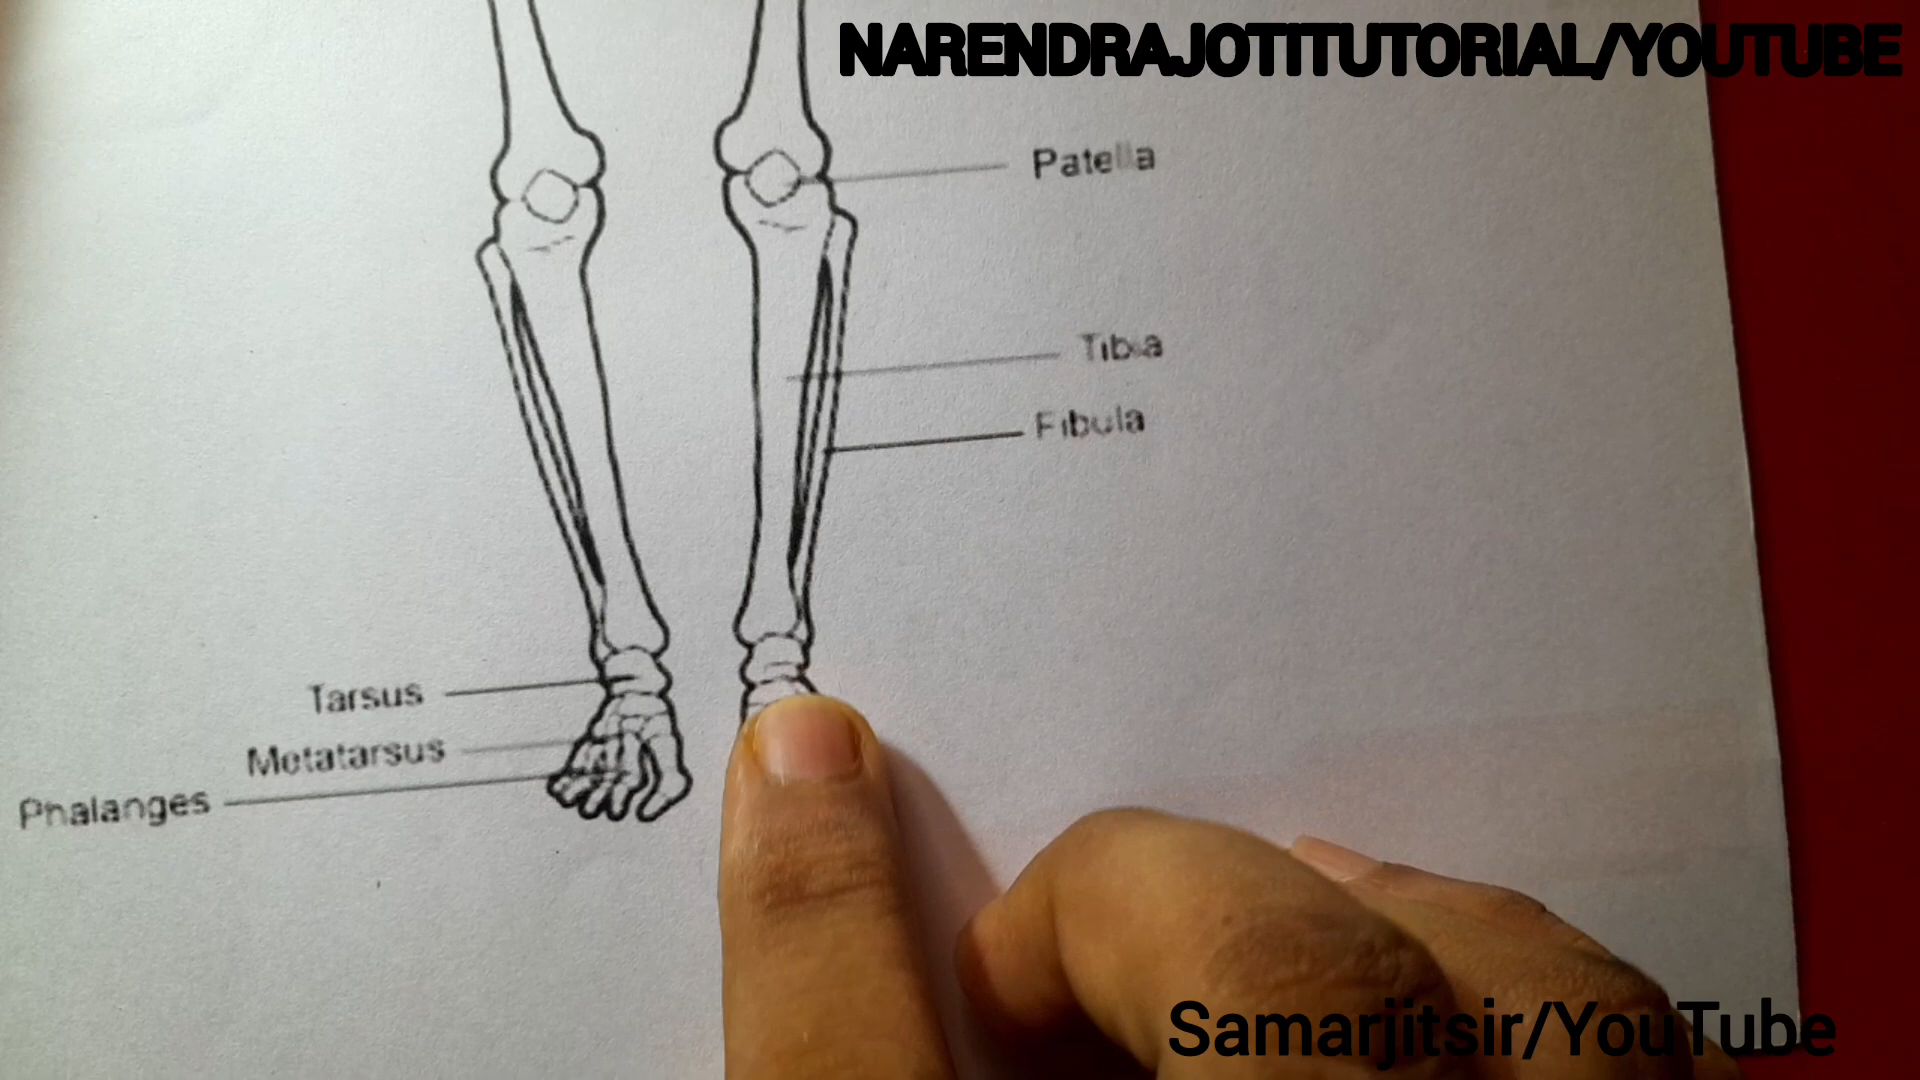 NARENDRAJOTITUTORIAL/YOUTUBE
Patella
Tibia
Fibula
Tarsus
Metatarsus
Phalanges
Samarjitsir/YouTube